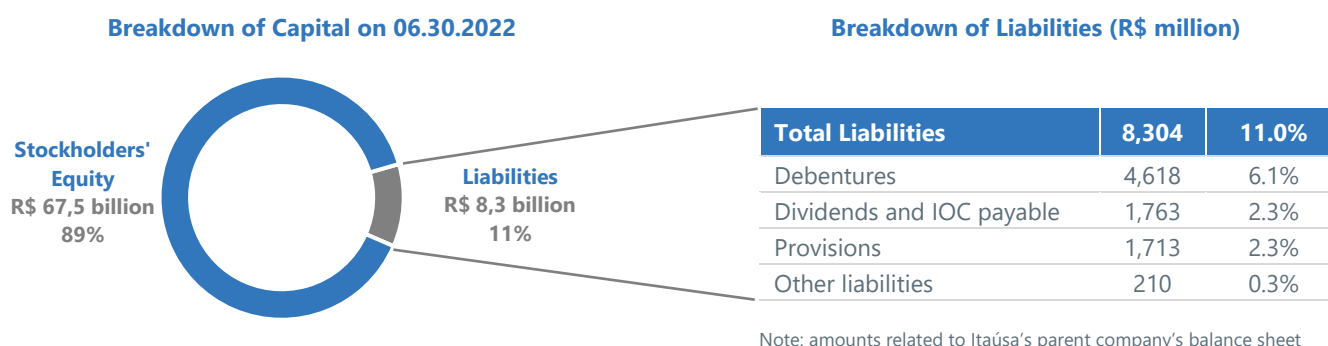 Breakdown of Capital on 06.30.2022
Stockholders'
Equity
R$ 67,5 billion
89%
Liabilities
R$ 8,3 billion
11%
Breakdown of Liabilities (R$ million)
Total Liabilities 8,304 11.0%
Debentures 4,618 6.1%
Dividends and IOC payable 1,763 2.3%
Provisions 1,713 2.3%
Other liabilities 210 0.3%
Note: amounts related to Itaúsa's parent company's balance sheet